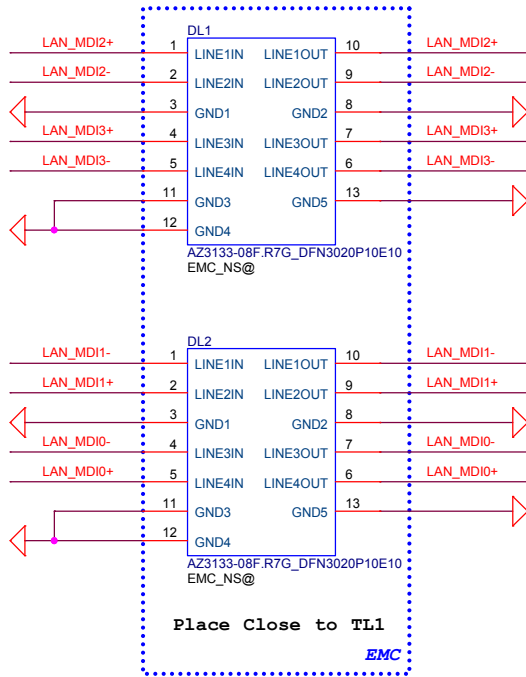 DL1
LAN_MDI2+ 1 LINE1IN LINE1OUT 10 LAN_MDI2+
LAN_MDI2- 2 LINE2IN LINE2OUT 9 LAN_MDI2-
3 GND1 GND2 8
LAN_MDI3+ 4 LINE3IN LINE3OUT 7 LAN_MDI3+
LAN_MDI3- 5 LINE4IN LINE4OUT 6 LAN_MDI3-
11 GND3 GND5 13
12 GND4
AZ3133-08F.R7G_DFN3020P10E10
EMC_NS@
DL2
LAN_MDI1- 1 LINE1IN LINE1OUT 10 LAN_MDI1-
LAN_MDI1+ 2 LINE2IN LINE2OUT 9 LAN_MDI1+
3 GND1 GND2 8
LAN_MDI0- 4 LINE3IN LINE3OUT 7 LAN_MDI0-
LAN_MDI0+ 5 LINE4IN LINE4OUT 6 LAN_MDI0+
11 GND3 GND5 13
12 GND4
AZ3133-08F.R7G_DFN3020P10E10
EMC_NS@
Place Close to TL1
EMC